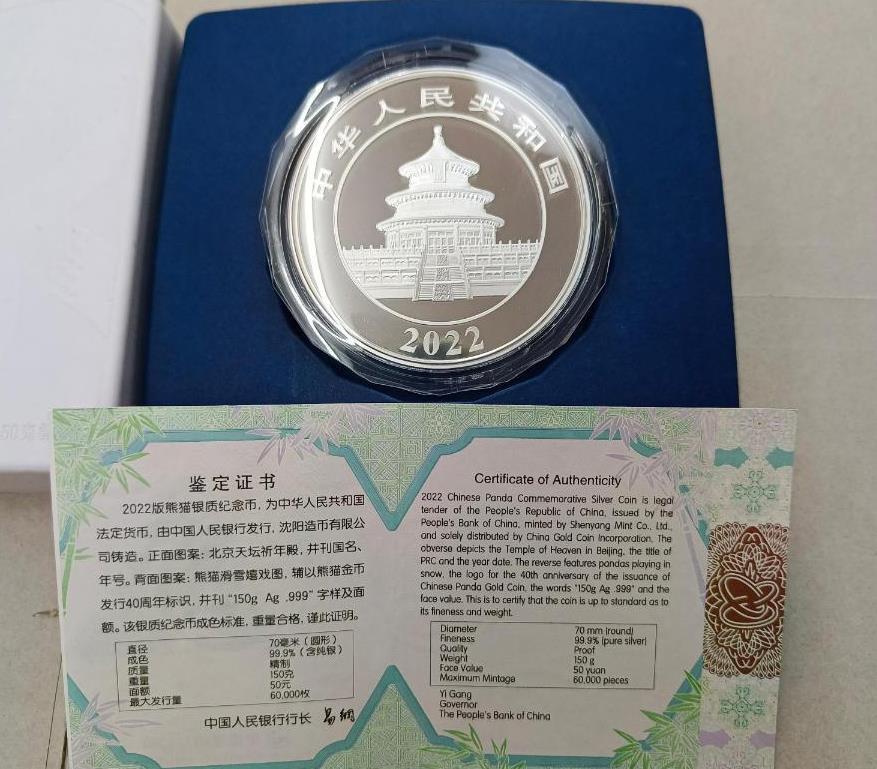 中华人民共和国
2022
鉴定证书
2022版熊猫银质纪念币，为中华人民共和国
法定货币，由中国人民银行发行，沈阳造币有限公
司铸造。正面图案：北京天坛祈年殿，并刊国名、
年号。背面图案：熊猫滑雪嬉戏图，辅以熊猫金币
发行40周年标识，并刊“150g Ag .999”字样及面
额。该银质纪念币成色标准，重量合格，谨此证明。
直径 70毫米（圆形）
成色 99.9%（含纯银）
质量 精制
重量 150克
面额 50元
最大发行量 60,000枚
中国人民银行行长 易纲
Certificate of Authenticity
2022 Chinese Panda Commemorative Silver Coin is legal
tender of the People's Republic of China, issued by the
People's Bank of China, minted by Shenyang Mint Co., Ltd.,
and solely distributed by China Gold Coin Incorporation. The
obverse depicts the Temple of Heaven in Beijing, the title of
PRC and the year date. The reverse features pandas playing in
snow, the logo for the 40th anniversary of the issuance of
Chinese Panda Gold Coin, the words "150g Ag .999" and the
face value. This is to certify that the coin is up to standard as to
its fineness and weight.
Diameter 70 mm (round)
Fineness 99.9% (pure silver)
Quality Proof
Weight 150 g
Face Value 50 yuan
Maximum Mintage 60,000 pieces
Yi Gang
Governor
The People's Bank of China